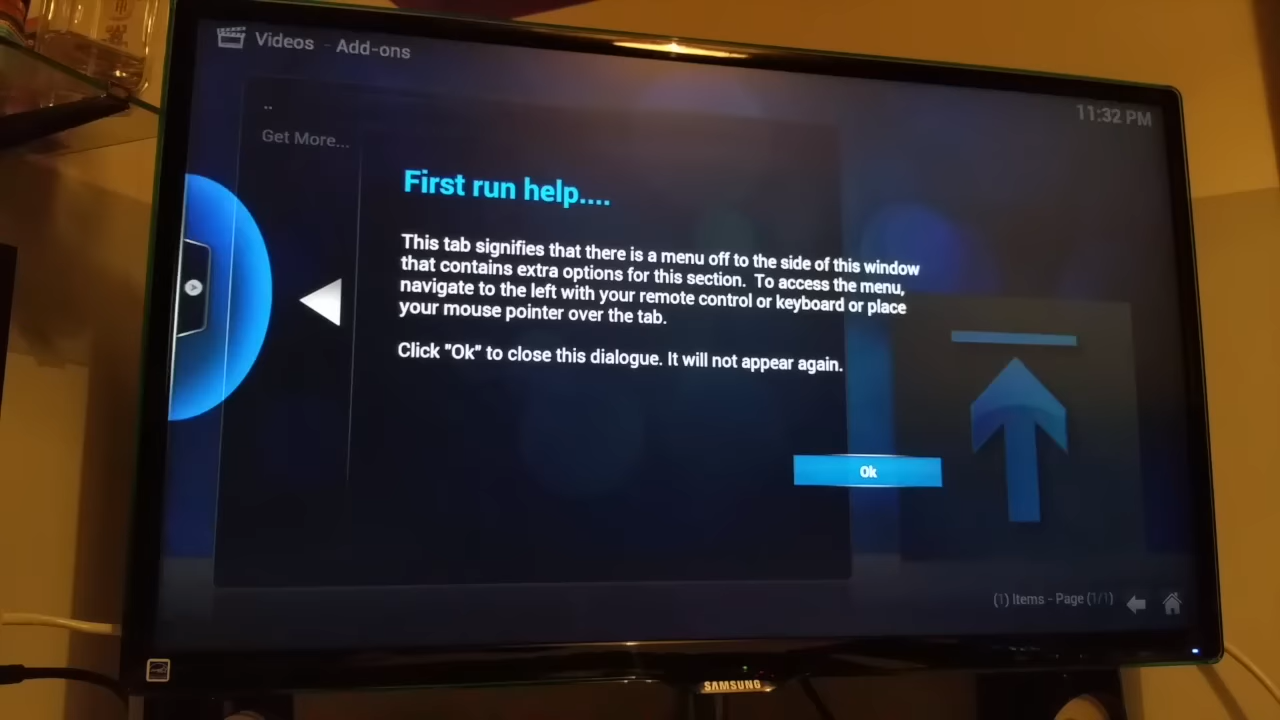 Videos - Add-ons
11:32 PM
..
Get More...
First run help....
This tab signifies that there is a menu off to the side of this window
that contains extra options for this section. To access the menu,
navigate to the left with your remote control or keyboard or place
your mouse pointer over the tab.
Click "Ok" to close this dialogue. It will not appear again.
Ok
(1) Items - Page (1/1)
SAMSUNG